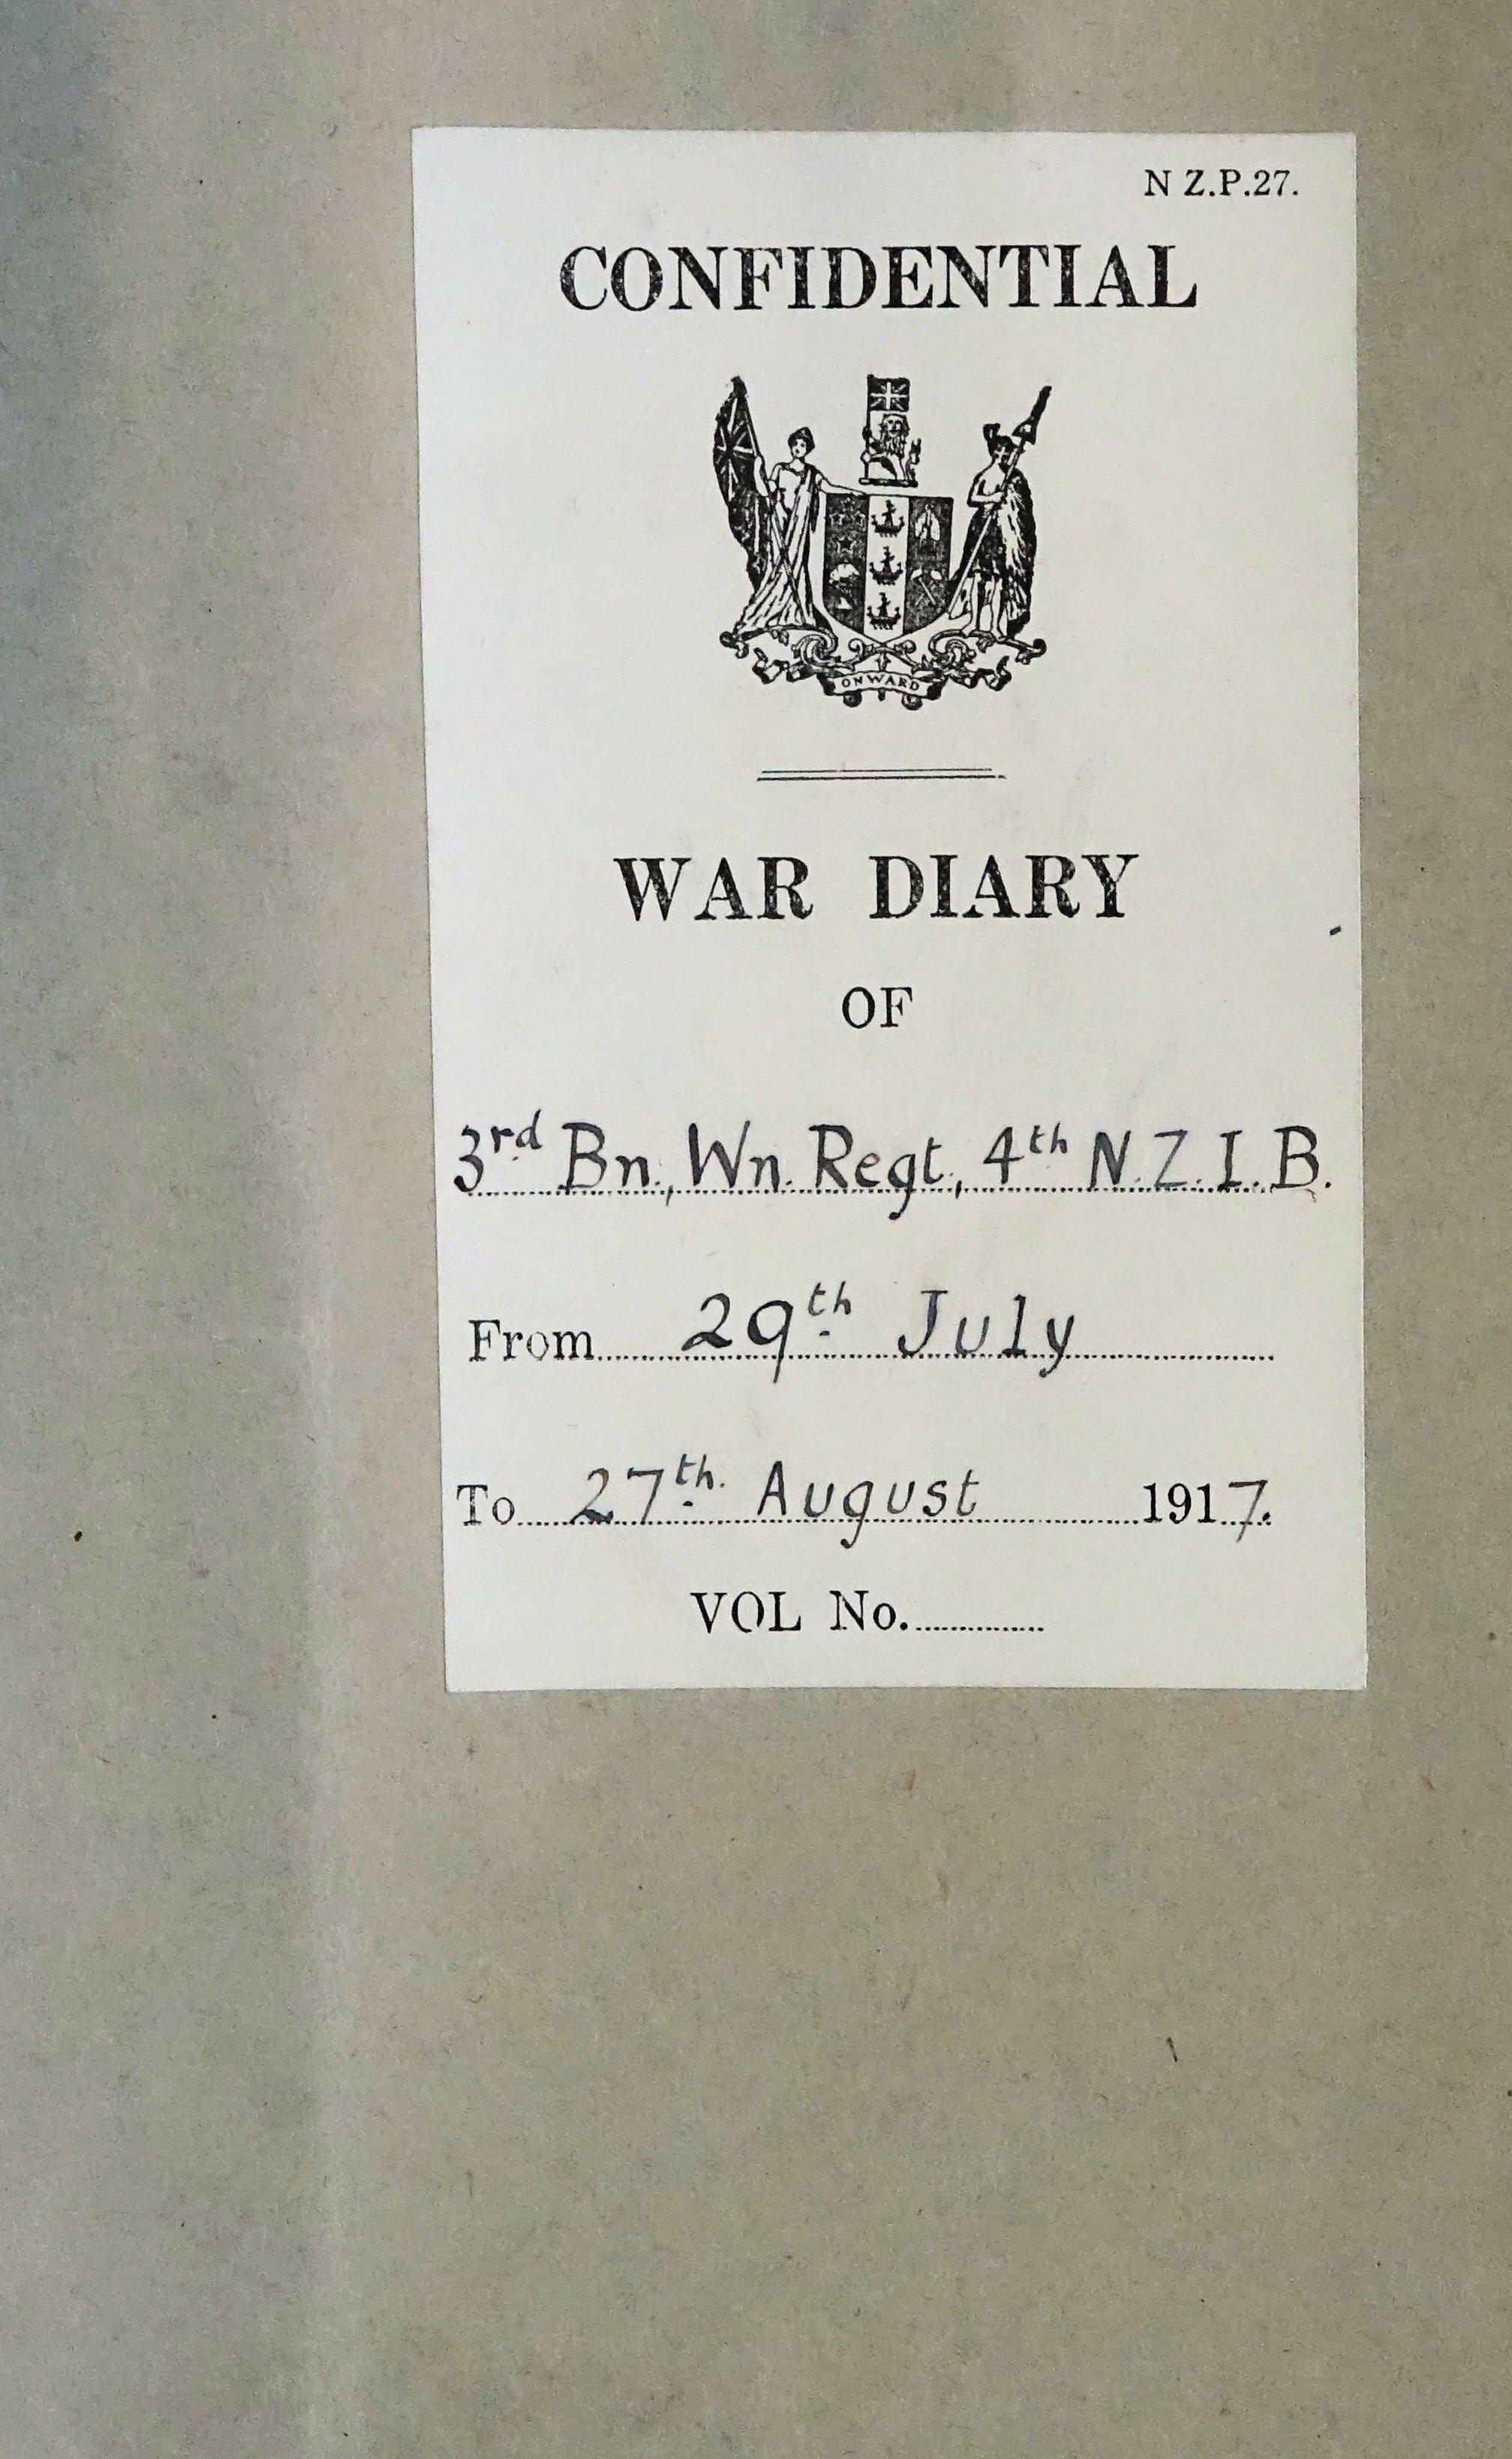 N Z.P.27.
CONFIDENTIAL
ONWARD
WAR DIARY
OF
3rd Bn., Wn. Regt., 4th N.Z.I.B.
From 29th July
To 27th. August 1917.
VOL No.